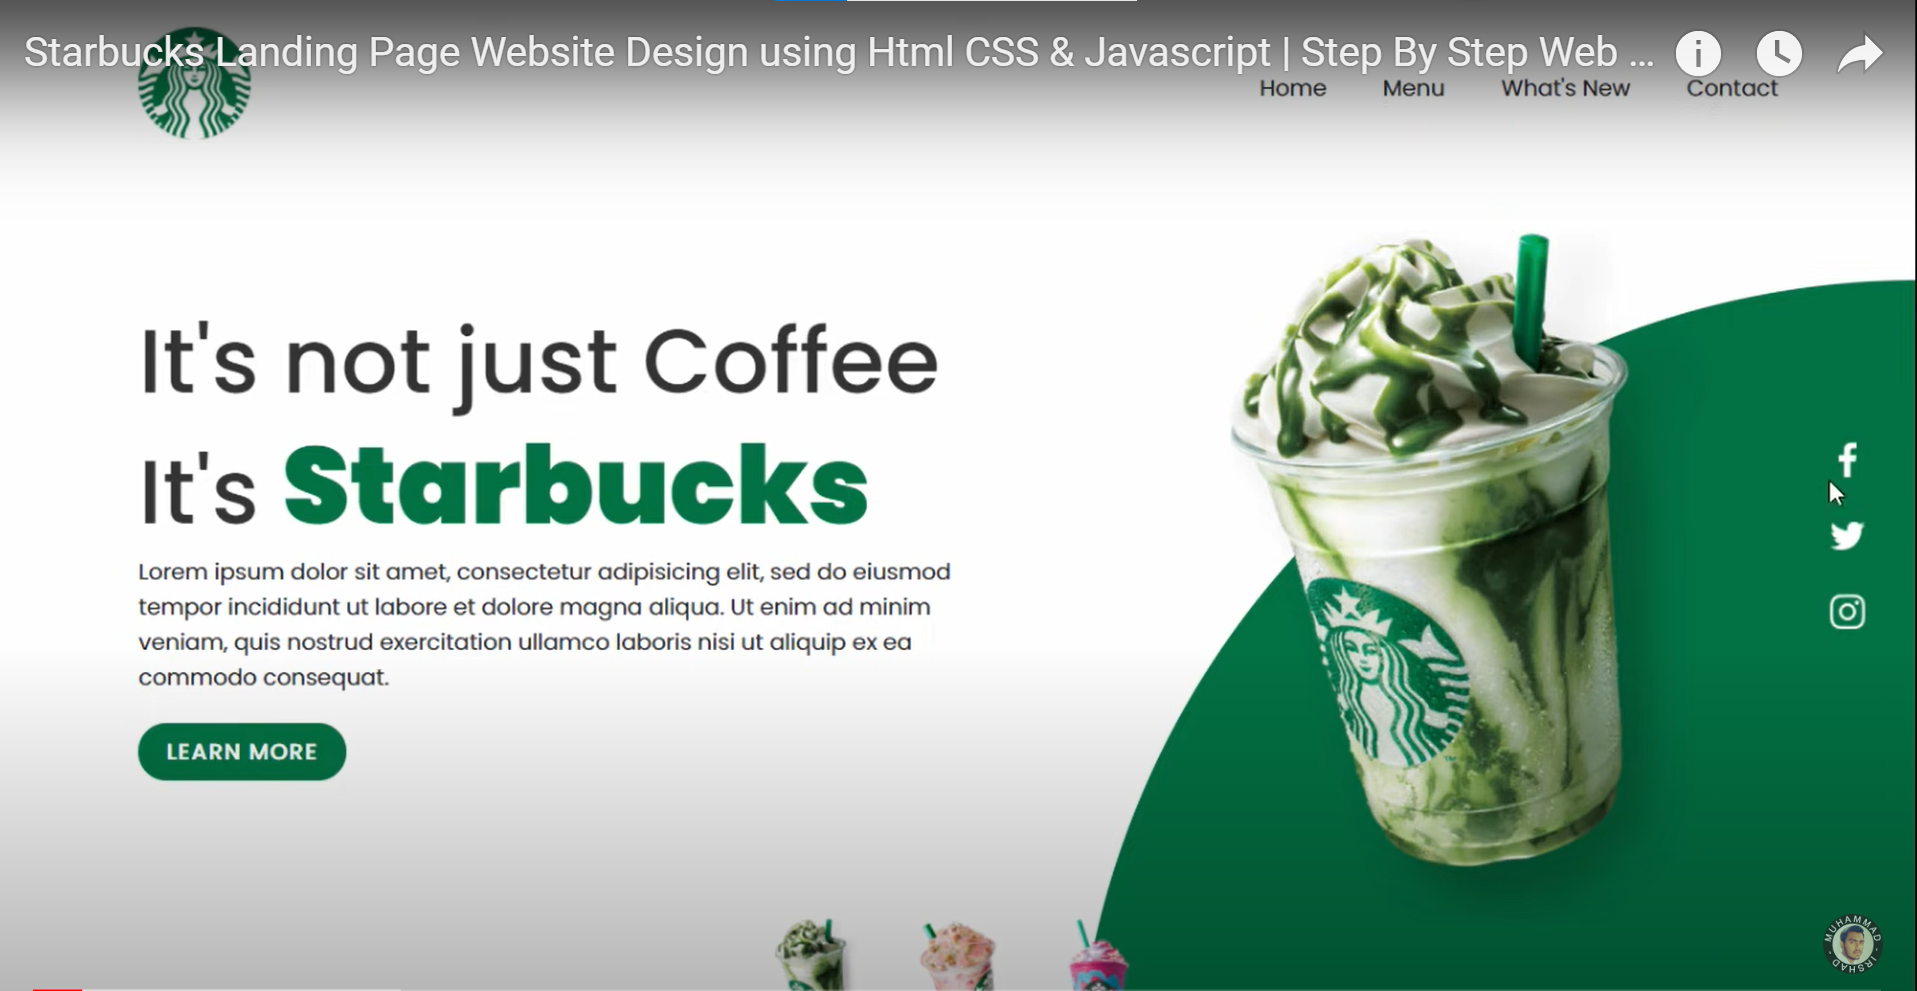 Starbucks Landing Page Website Design using Html CSS & Javascript | Step By Step Web ...
Home Menu What's New Contact
It's not just Coffee
It's Starbucks
Lorem ipsum dolor sit amet, consectetur adipisicing elit, sed do eiusmod
tempor incididunt ut labore et dolore magna aliqua. Ut enim ad minim
veniam, quis nostrud exercitation ullamco laboris nisi ut aliquip ex ea
commodo consequat.
LEARN MORE
TM
MUHAMMAD
IRSHAD